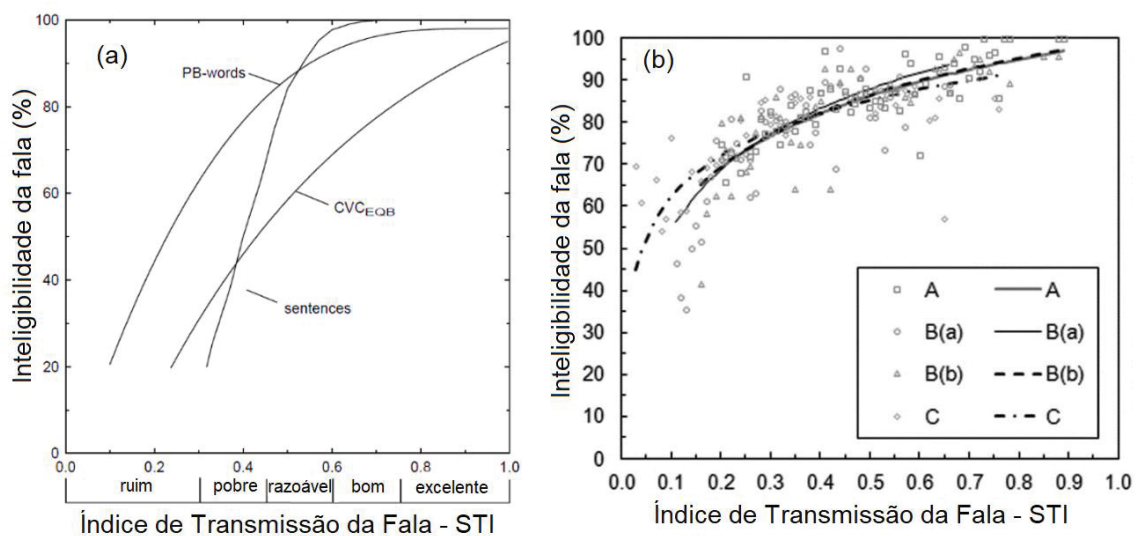 (a)
Inteligibilidade da fala (%)
100
80
60
40
20
0
PB-words
CVC_EQB
sentences
0.0 0.2 0.4 0.6 0.8 1.0
ruim pobre razoável bom excelente
Índice de Transmissão da Fala - STI
(b)
Inteligibilidade da fala (%)
100
90
80
70
60
50
40
30
20
10
0
A A
B(a) B(a)
B(b) B(b)
C C
0.0 0.1 0.2 0.3 0.4 0.5 0.6 0.7 0.8 0.9 1.0
Índice de Transmissão da Fala - STI